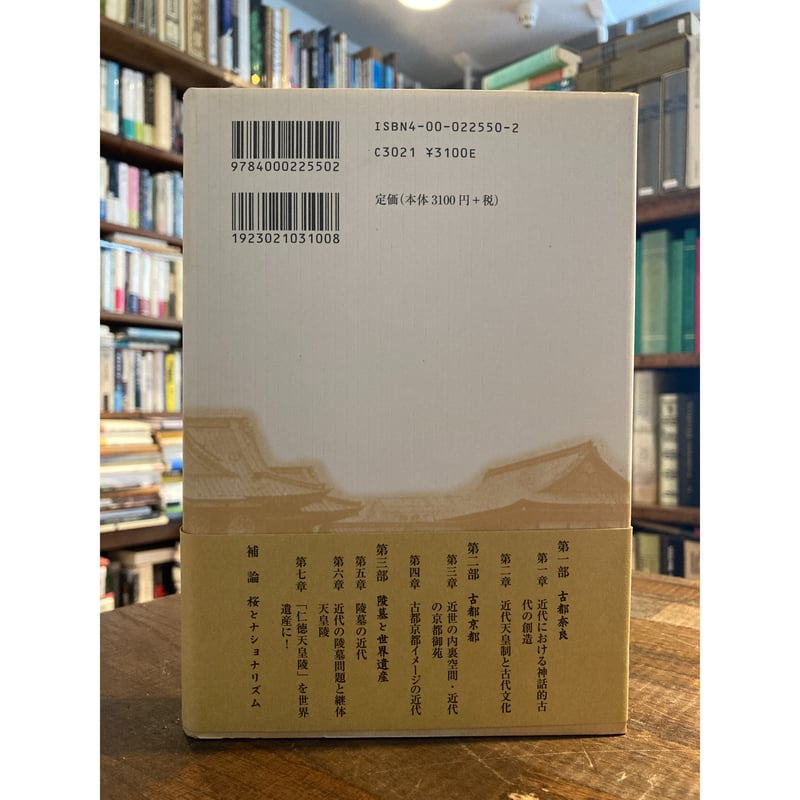 ISBN4-00-022550-2
C3021 ¥3100E
定価(本体3100円+税)
9784000225502
1923021031008
第一部 古都奈良
第一章 近代における神話的古
代の創造
第二章 近代天皇制と古代文化
第二部 古都京都
第三章 近世の内裏空間・近代
の京都御苑
第四章 古都京都イメージの近代
第三部 陵墓と世界遺産
第五章 陵墓の近代
第六章 近代の陵墓問題と継体
天皇陵
第七章 「仁徳天皇陵」を世界
遺産に!
補論 桜とナショナリズム